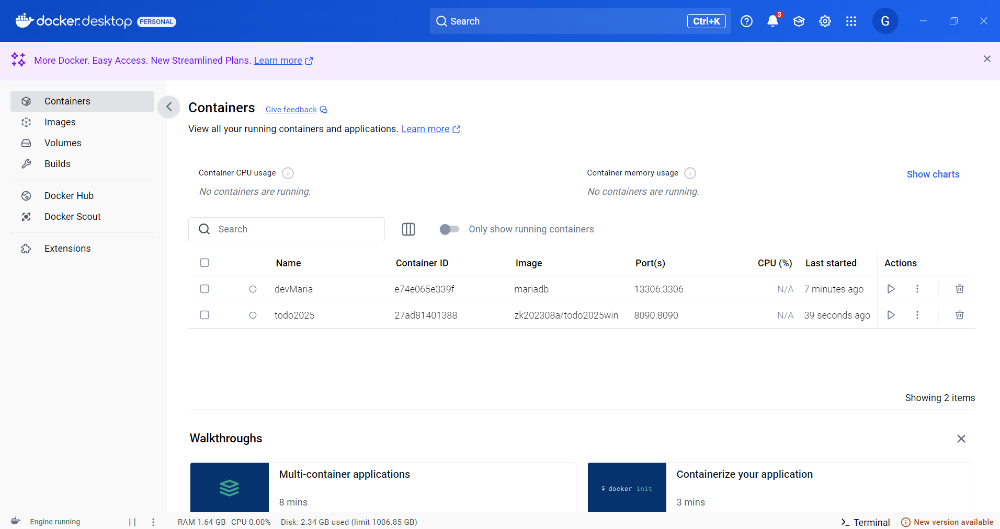 docker.desktop PERSONAL Search Ctrl+K 3 G
More Docker. Easy Access. New Streamlined Plans. Learn more
Containers
Images
Volumes
Builds
Docker Hub
Docker Scout
Extensions
Containers Give feedback
View all your running containers and applications. Learn more
Container CPU usage Container memory usage Show charts
No containers are running. No containers are running.
Search Only show running containers
Name Container ID Image Port(s) CPU (%) Last started Actions
devMaria e74e065e339f mariadb 13306:3306 N/A 7 minutes ago
todo2025 27ad81401388 zk202308a/todo2025win 8090:8090 N/A 39 seconds ago
Showing 2 items
Walkthroughs
Multi-container applications
8 mins
$ docker init
Containerize your application
3 mins
Engine running RAM 1.64 GB CPU 0.00% Disk: 2.34 GB used (limit 1006.85 GB) Terminal New version available